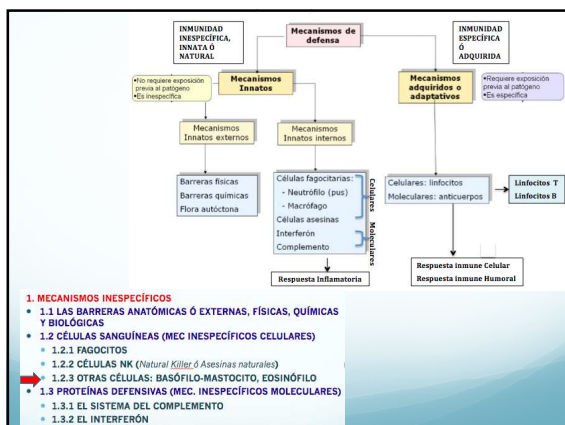 INMUNIDAD
INESPECÍFICA,
INNATA Ó
NATURAL
Mecanismos de
defensa
INMUNIDAD
ESPECÍFICA
Ó
ADQUIRIDA
•No requiere exposición
previa al patógeno
•Es inespecífica
Mecanismos
Innatos
Mecanismos
adquiridos o
adaptativos
•Requiere exposición
previa al patógeno
•Es específica
Mecanismos
Innatos externos
Mecanismos
Innatos internos
Barreras físicas
Barreras químicas
Flora autóctona
Células fagocitarias:
- Neutrófilo (pus)
- Macrófago
Células asesinas
Interferón
Complemento
Celulares
Moleculares
Celulares: linfocitos
Moleculares: anticuerpos
Linfocitos T
Linfocitos B
Respuesta Inflamatoria
Respuesta inmune Celular
Respuesta inmune Humoral
1. MECANISMOS INESPECÍFICOS
• 1.1 LAS BARRERAS ANATÓMICAS Ó EXTERNAS, FÍSICAS, QUÍMICAS
Y BIOLÓGICAS
• 1.2 CÉLULAS SANGUÍNEAS (MEC INESPECÍFICOS CELULARES)
• 1.2.1 FAGOCITOS
• 1.2.2 CÉLULAS NK (Natural Killer ó Asesinas naturales)
• 1.2.3 OTRAS CÉLULAS: BASÓFILO-MASTOCITO, EOSINÓFILO
• 1.3 PROTEÍNAS DEFENSIVAS (MEC. INESPECÍFICOS MOLECULARES)
• 1.3.1 EL SISTEMA DEL COMPLEMENTO
• 1.3.2 EL INTERFERÓN